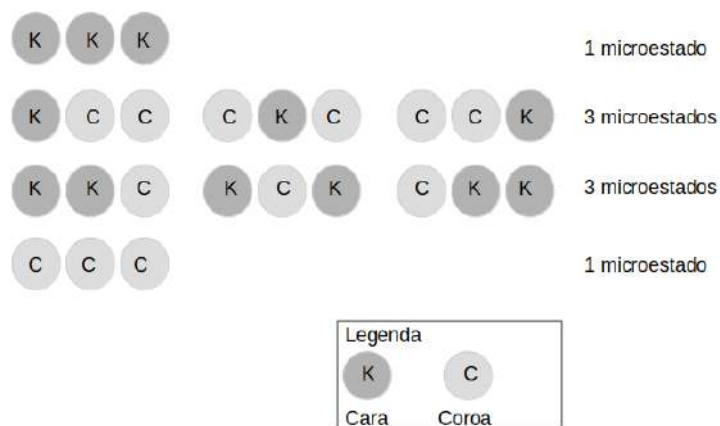 K K K 1 microestado
K C C C K C C C K 3 microestados
K K C K C K C K K 3 microestados
C C C 1 microestado
Legenda
K C
Cara Coroa